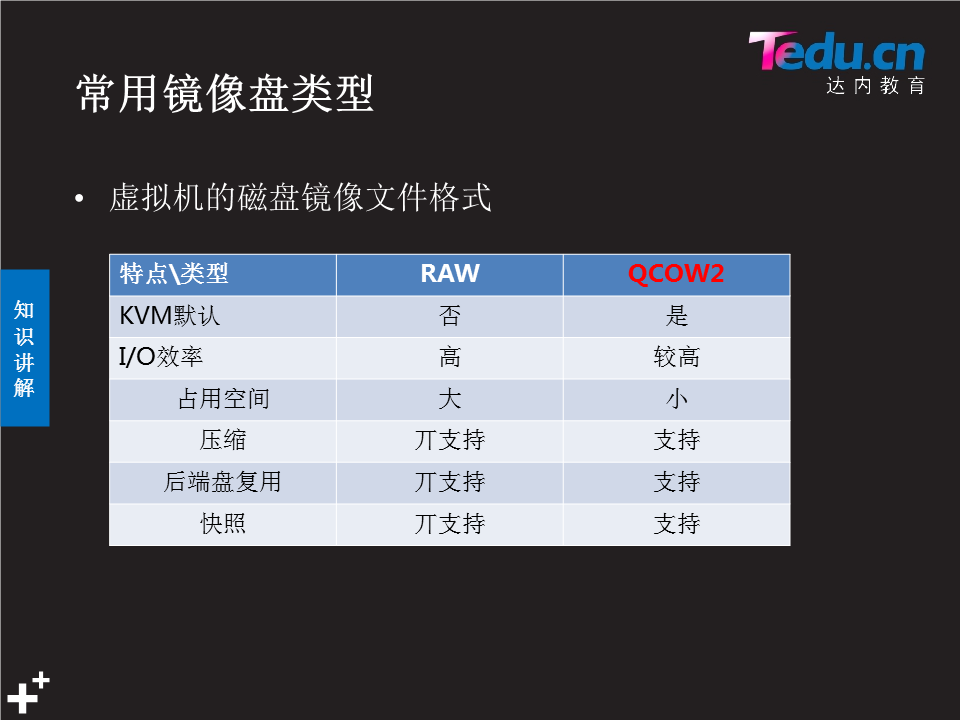 Tedu.cn
达内教育
常用镜像盘类型
• 虚拟机的磁盘镜像文件格式
知识讲解
特点\类型 RAW QCOW2
KVM默认 否 是
I/O效率 高 较高
占用空间 大 小
压缩 丌支持 支持
后端盘复用 丌支持 支持
快照 丌支持 支持